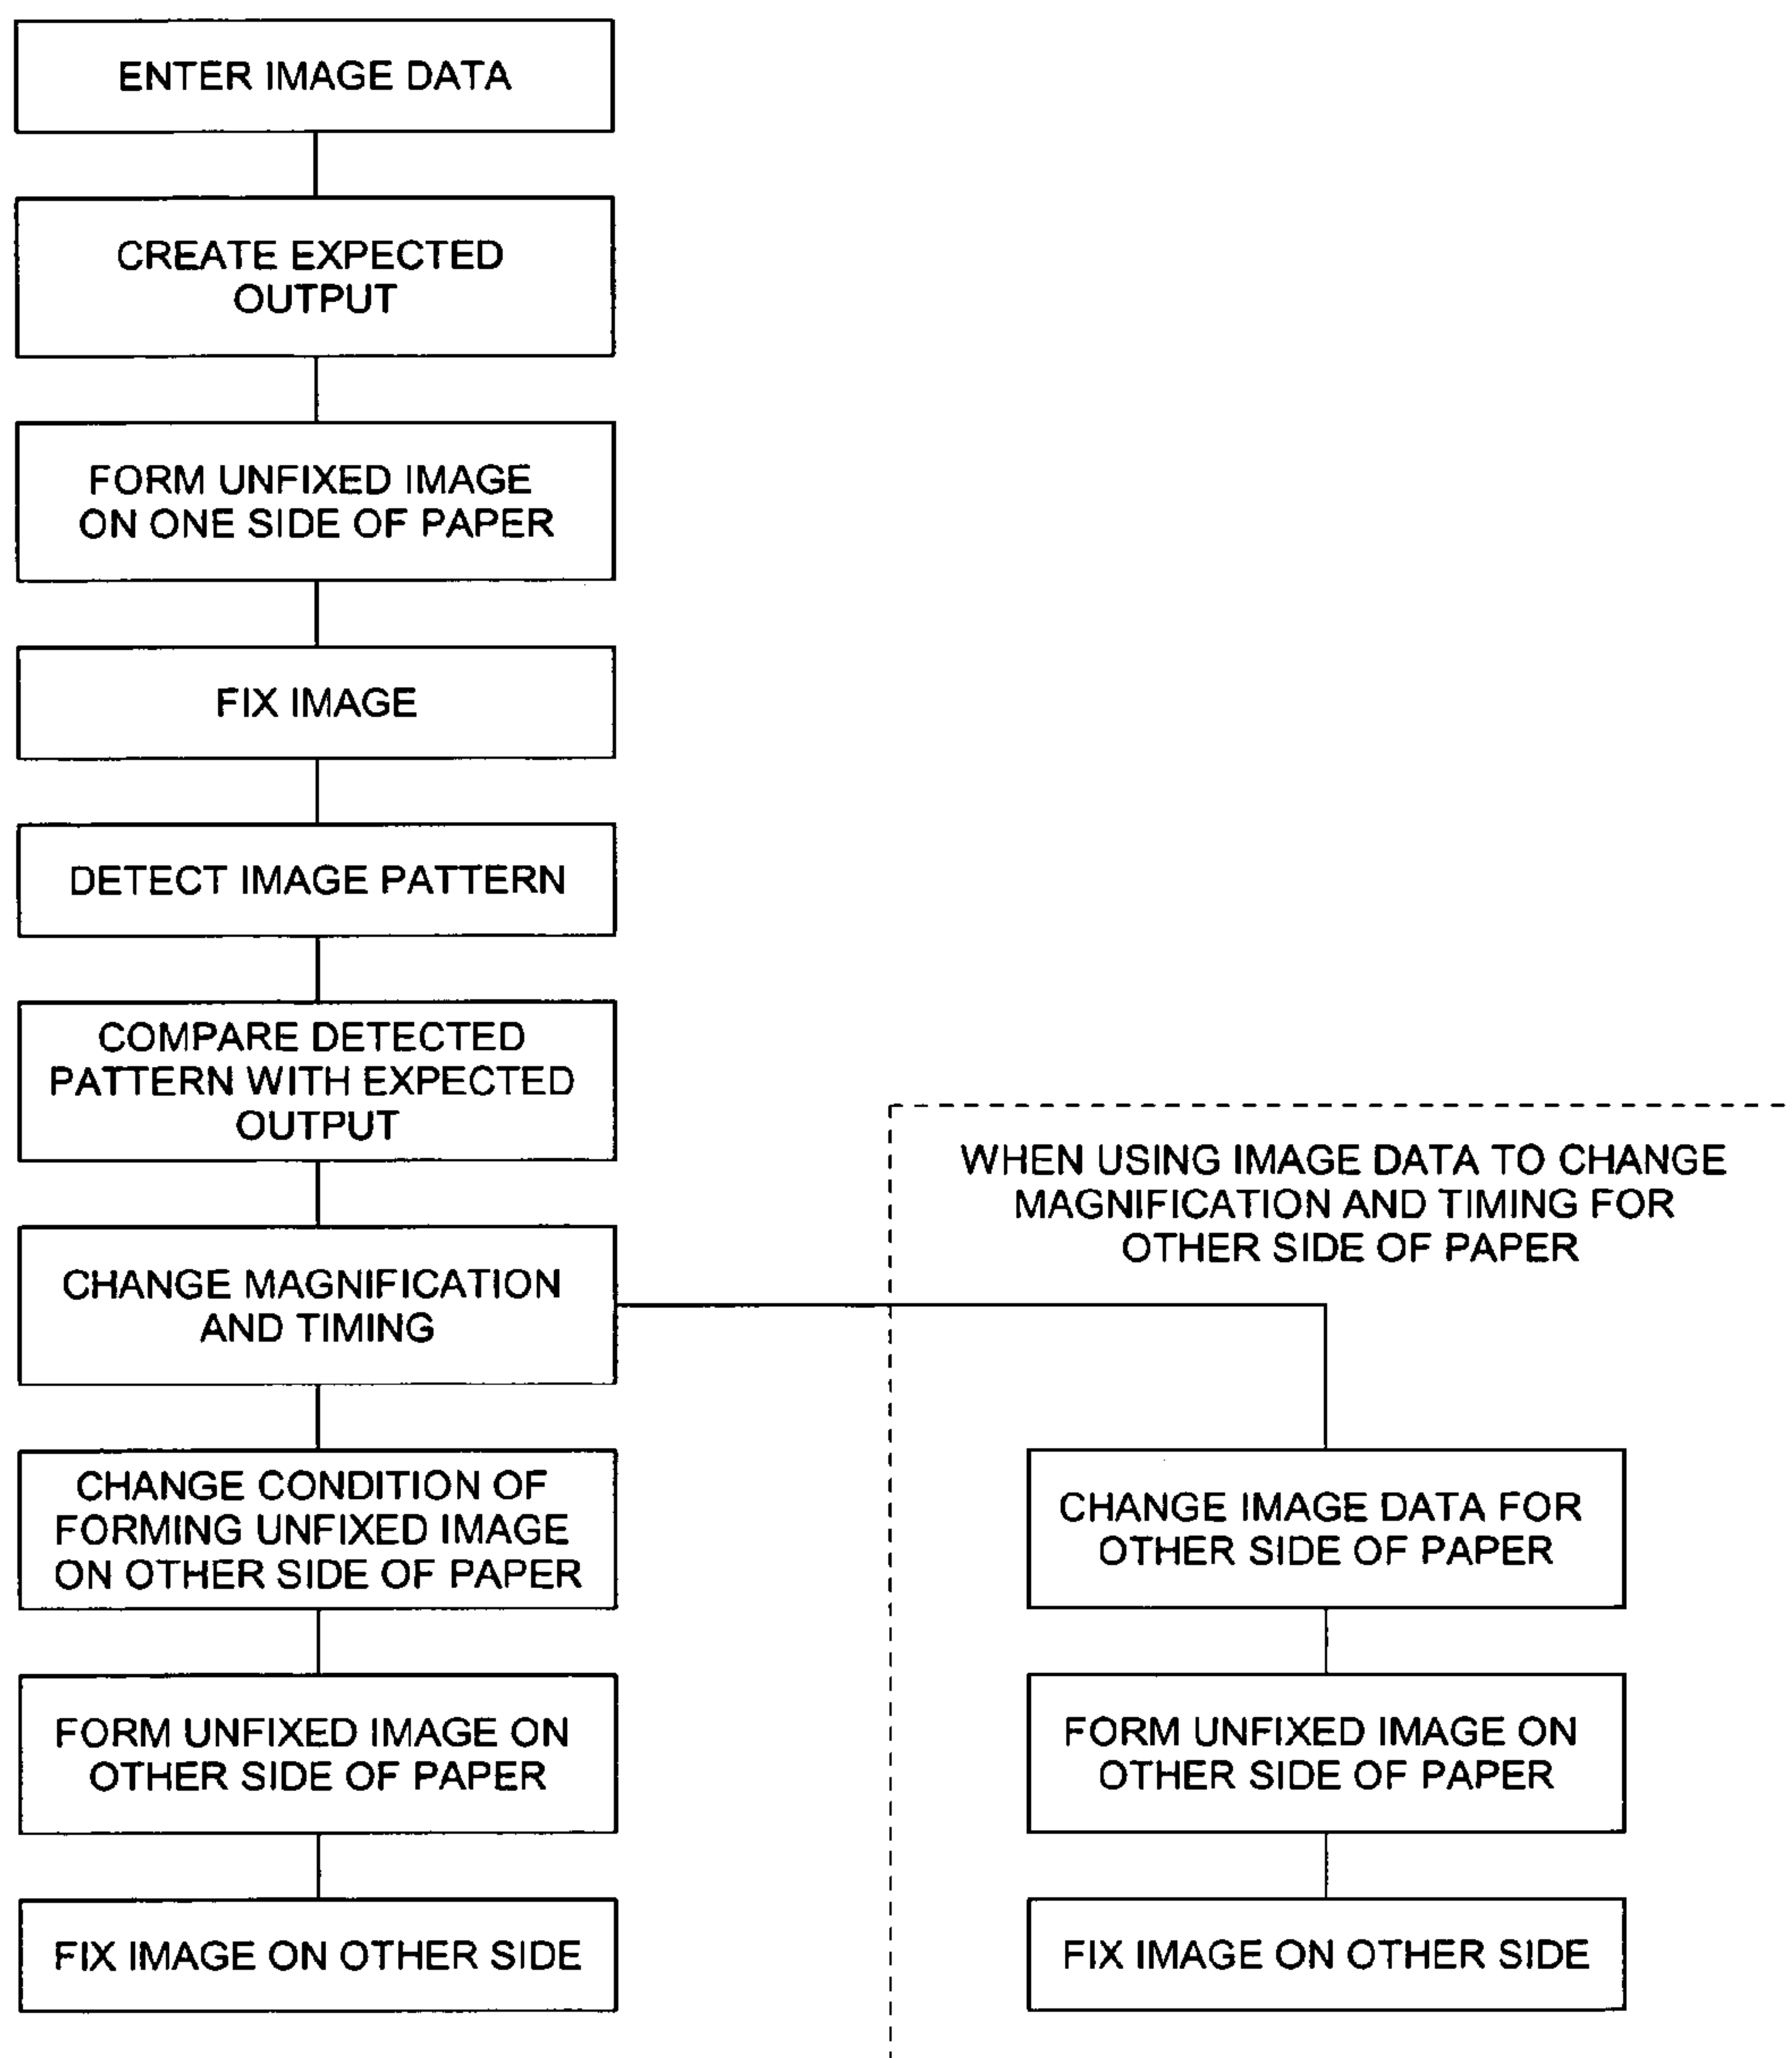 ENTER IMAGE DATA
CREATE EXPECTED
OUTPUT
FORM UNFIXED IMAGE
ON ONE SIDE OF PAPER
FIX IMAGE
DETECT IMAGE PATTERN
COMPARE DETECTED
PATTERN WITH EXPECTED
OUTPUT
CHANGE MAGNIFICATION
AND TIMING
CHANGE CONDITION OF
FORMING UNFIXED IMAGE
ON OTHER SIDE OF PAPER
FORM UNFIXED IMAGE ON
OTHER SIDE OF PAPER
FIX IMAGE ON OTHER SIDE
WHEN USING IMAGE DATA TO CHANGE
MAGNIFICATION AND TIMING FOR
OTHER SIDE OF PAPER
CHANGE IMAGE DATA FOR
OTHER SIDE OF PAPER
FORM UNFIXED IMAGE ON
OTHER SIDE OF PAPER
FIX IMAGE ON OTHER SIDE